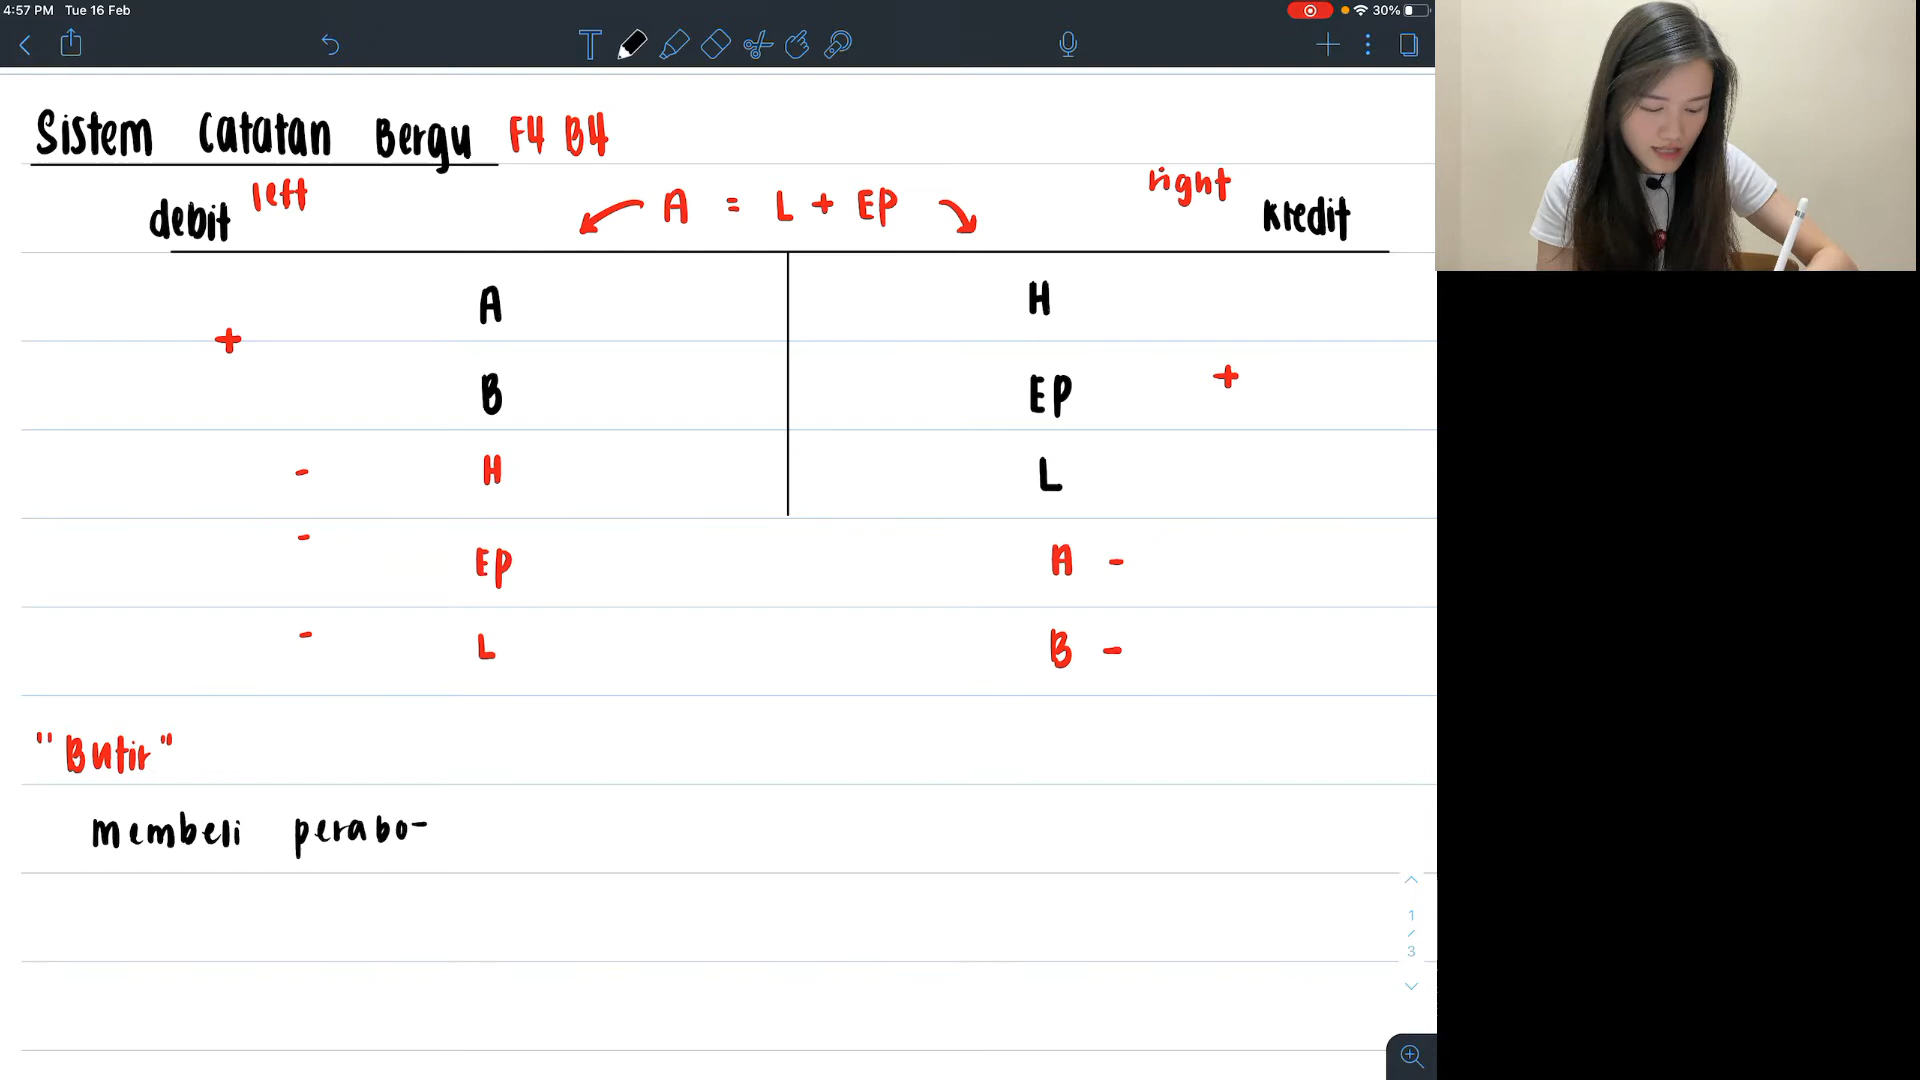 4:57 PM Tue 16 Feb 30%
Sistem Catatan Bergu F4 B4
debit left A = L + EP right kredit
A H
+
B EP +
- H L
- EP A -
- L B -
"Butir"
membeli perabo-
1
/
3